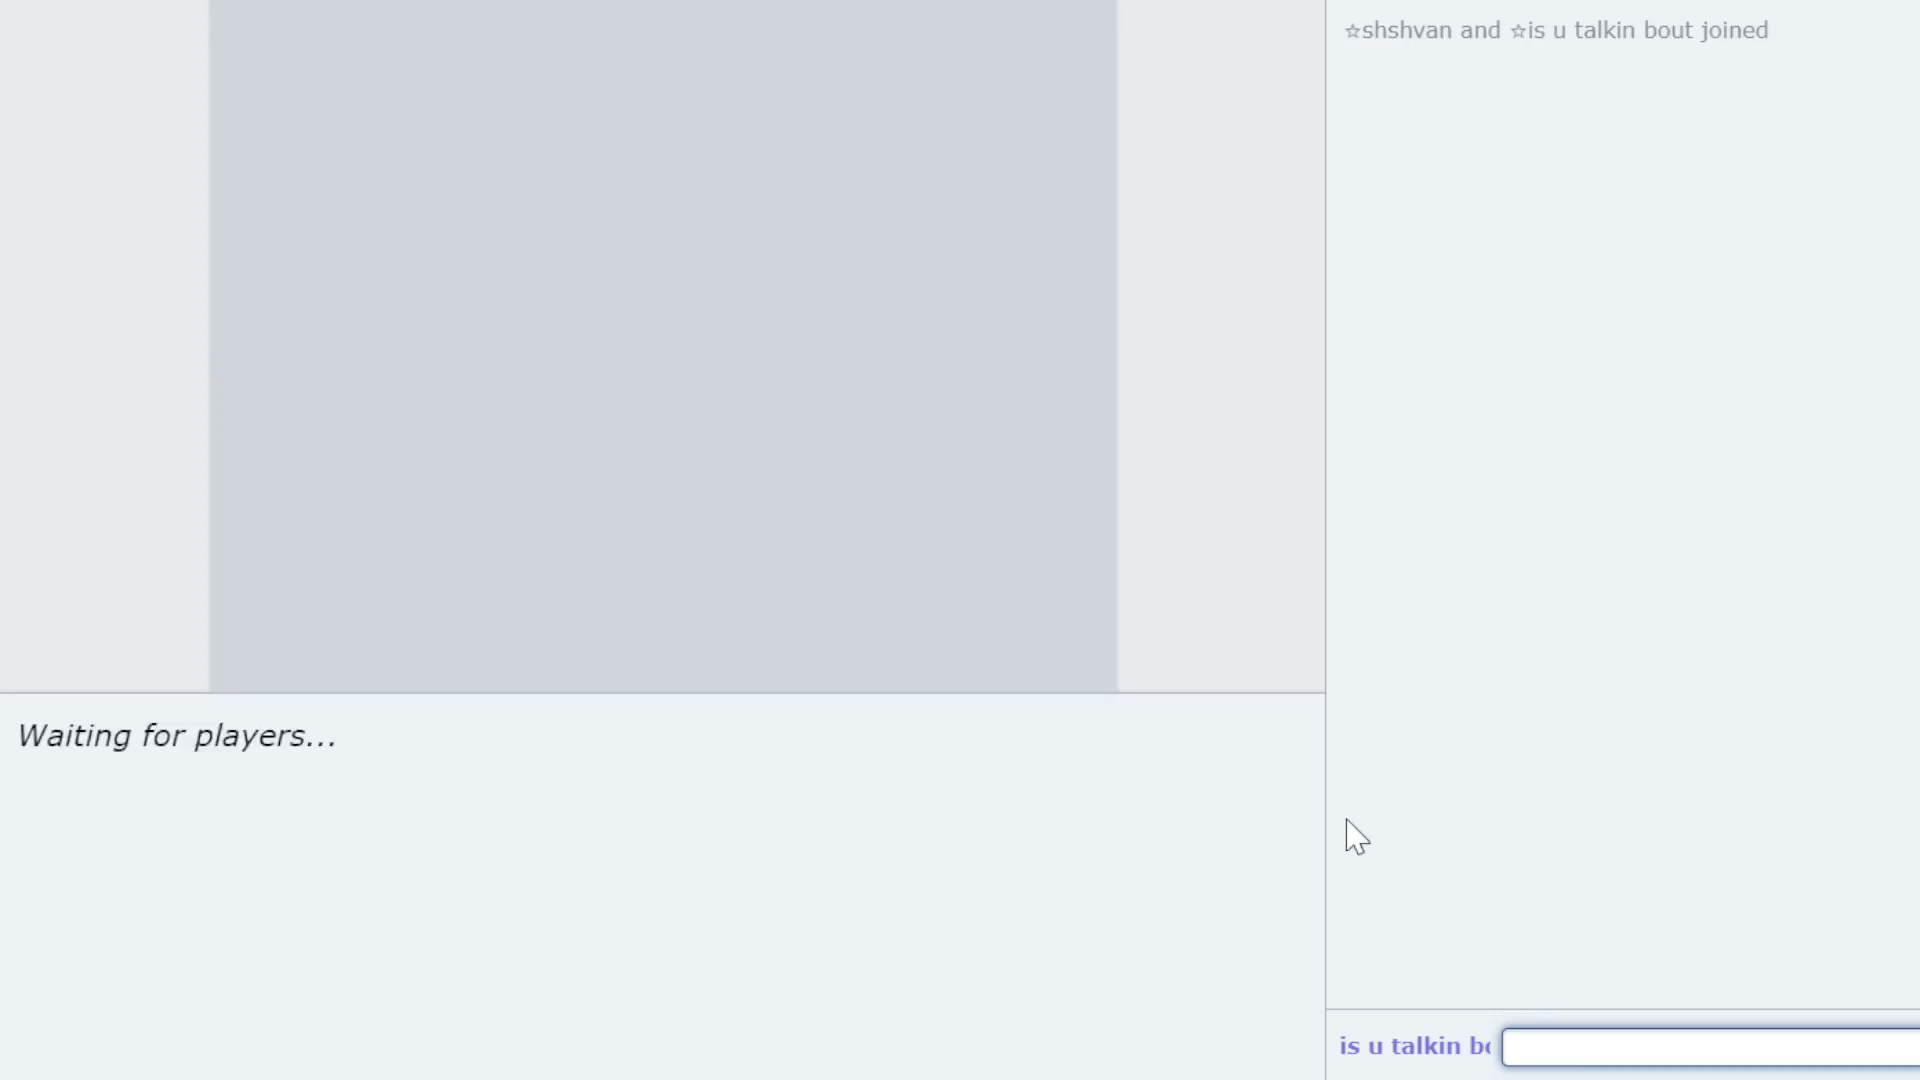 ☆shshvan and ☆is u talkin bout joined
Waiting for players...
is u talkin